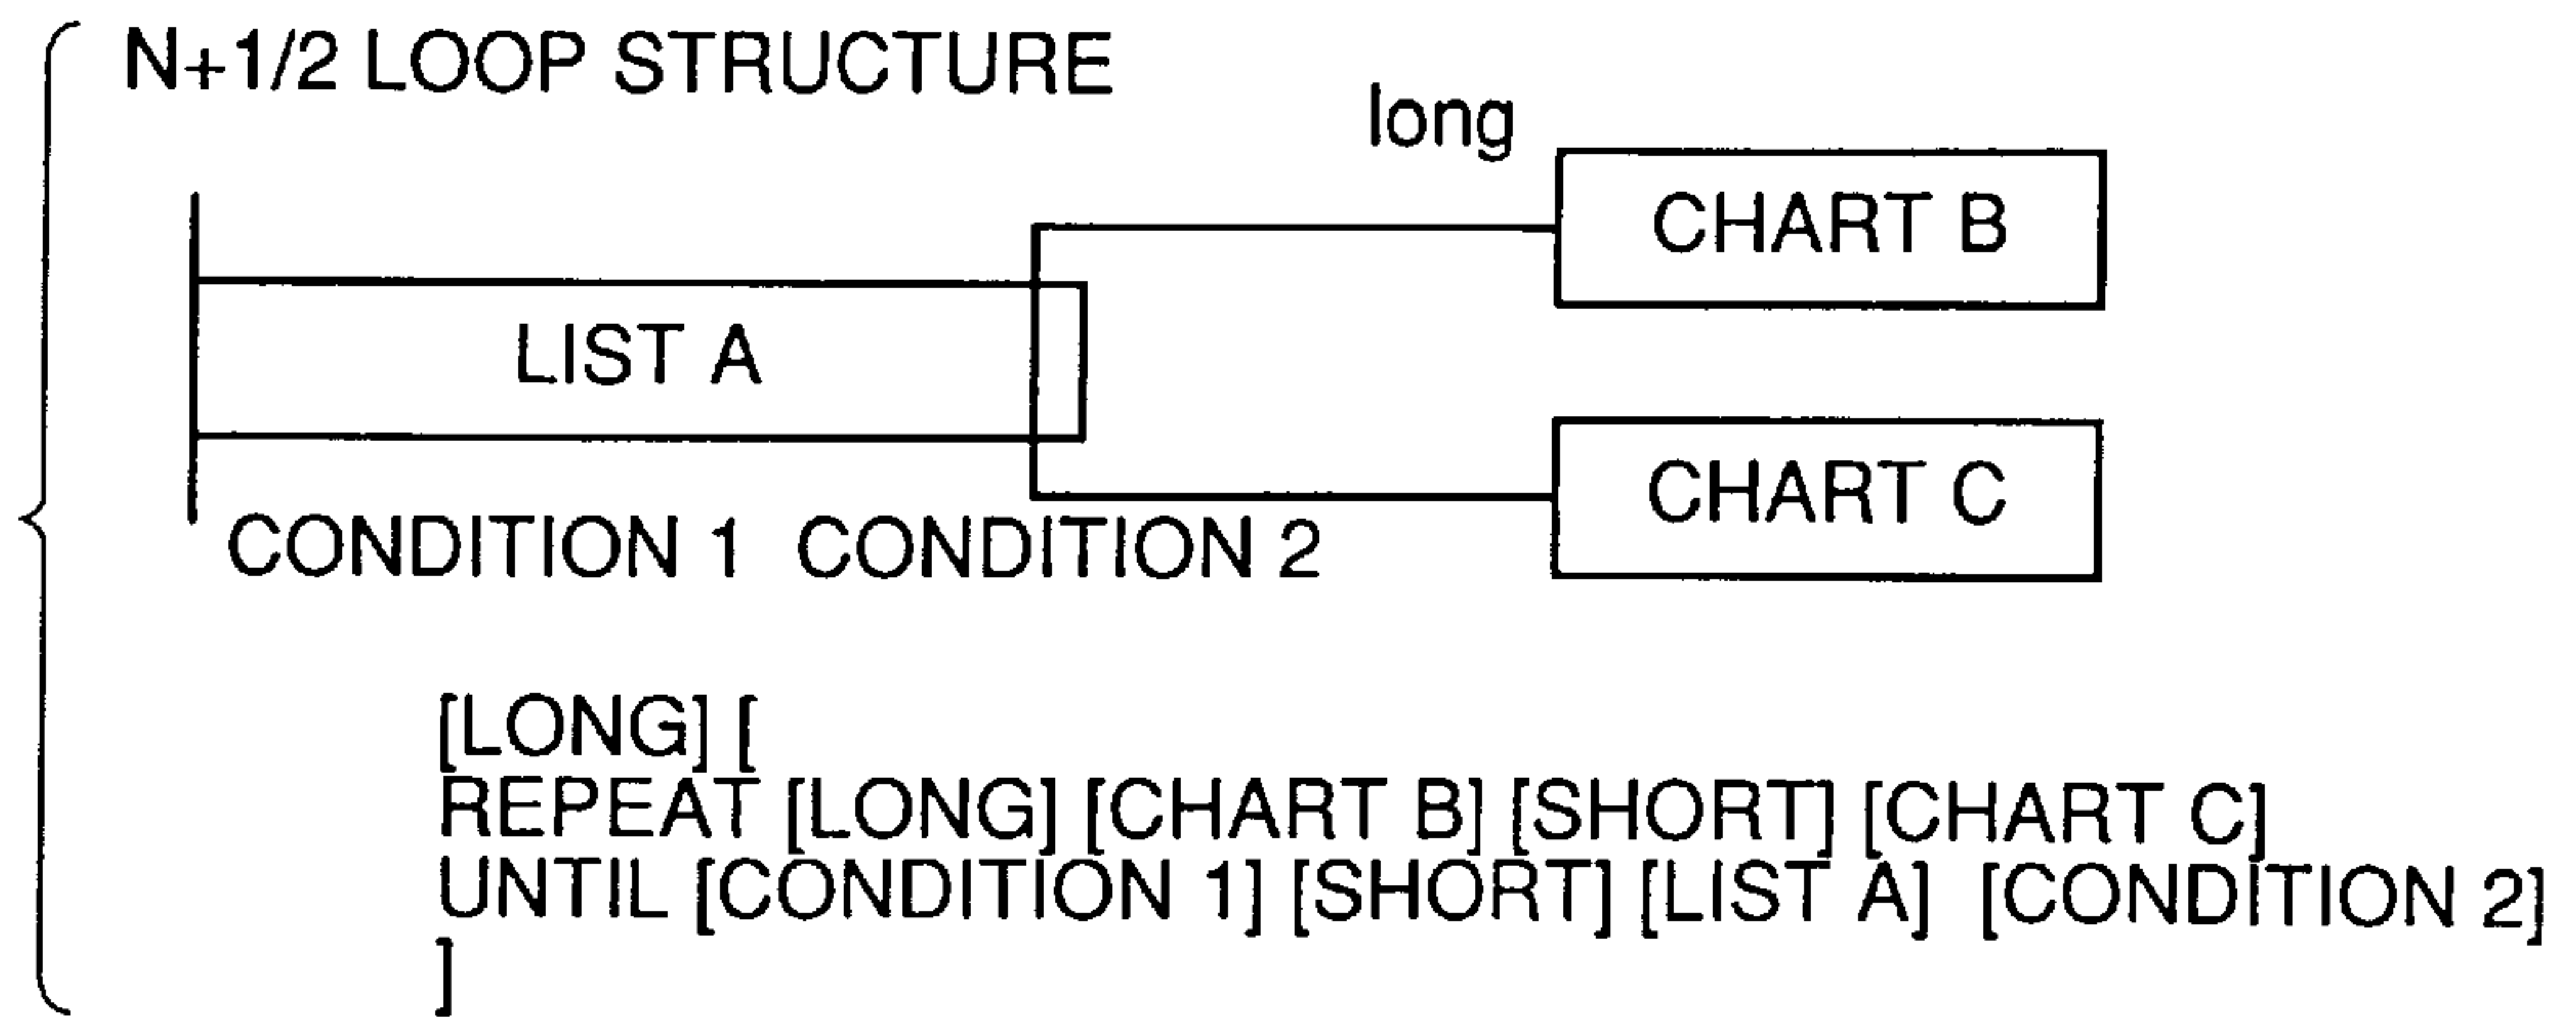 N+1/2 LOOP STRUCTURE
long
CHART B
LIST A
CHART C
CONDITION 1 CONDITION 2
[LONG] [
REPEAT [LONG] [CHART B] [SHORT] [CHART C]
UNTIL [CONDITION 1] [SHORT] [LIST A] [CONDITION 2]
]